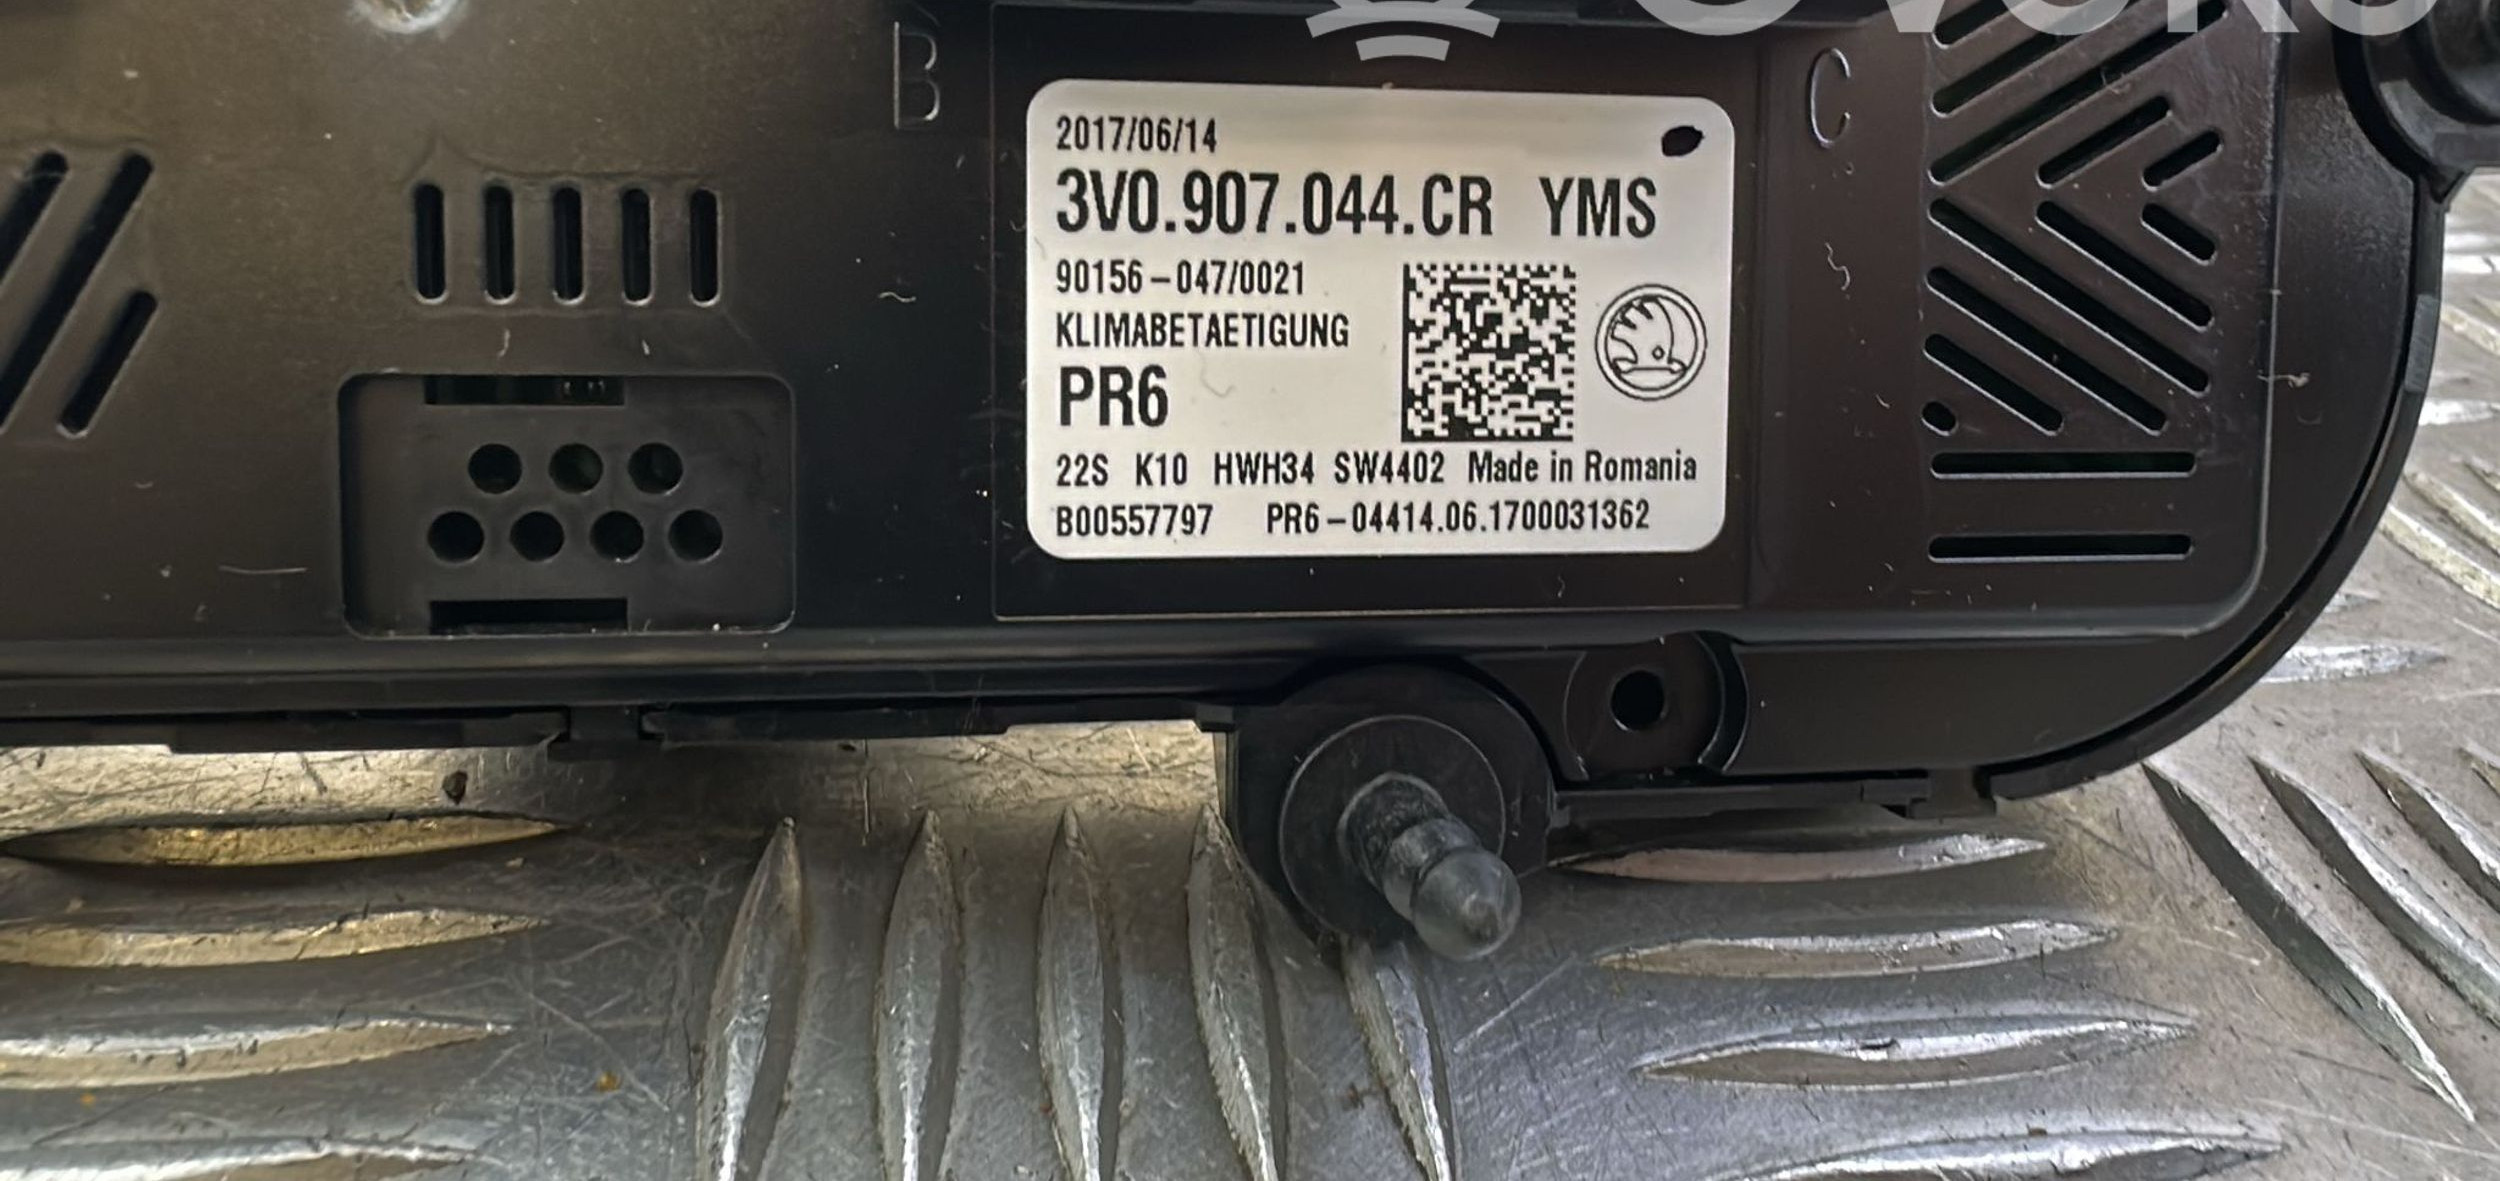 B
C
2017/06/14
3V0.907.044.CR YMS
90156-047/0021
KLIMABETAETIGUNG
PR6
22S K10 HWH34 SW4402 Made in Romania
B00557797 PR6-04414.06.1700031362